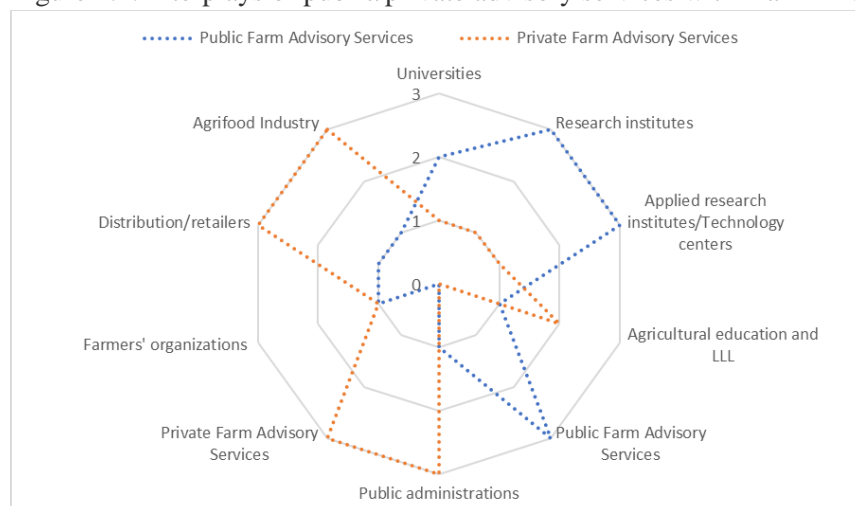 Figure
Public Farm Advisory Services
Private Farm Advisory Services
Universities
3
Agrifood Industry
Research institutes
2
Applied research
institutes/Technology
centers
Distribution/retailers
1
0
Farmers' organizations
Agricultural education and
LLL
Private Farm Advisory
Services
Public Farm Advisory
Services
Public administrations